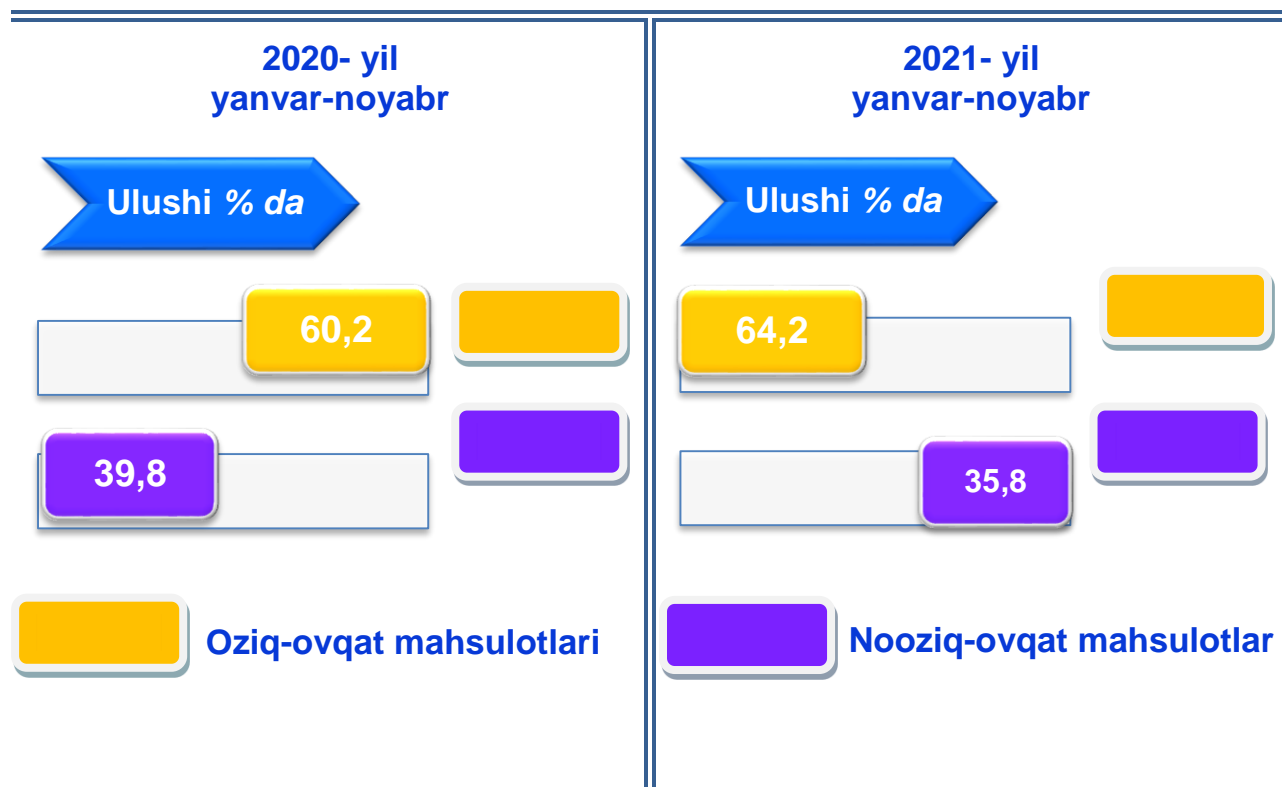 2020- yil
yanvar-noyabr
Ulushi % da
60,2
39,8
2021- yil
yanvar-noyabr
Ulushi % da
64,2
35,8
Oziq-ovqat mahsulotlari
Nooziq-ovqat mahsulotlar